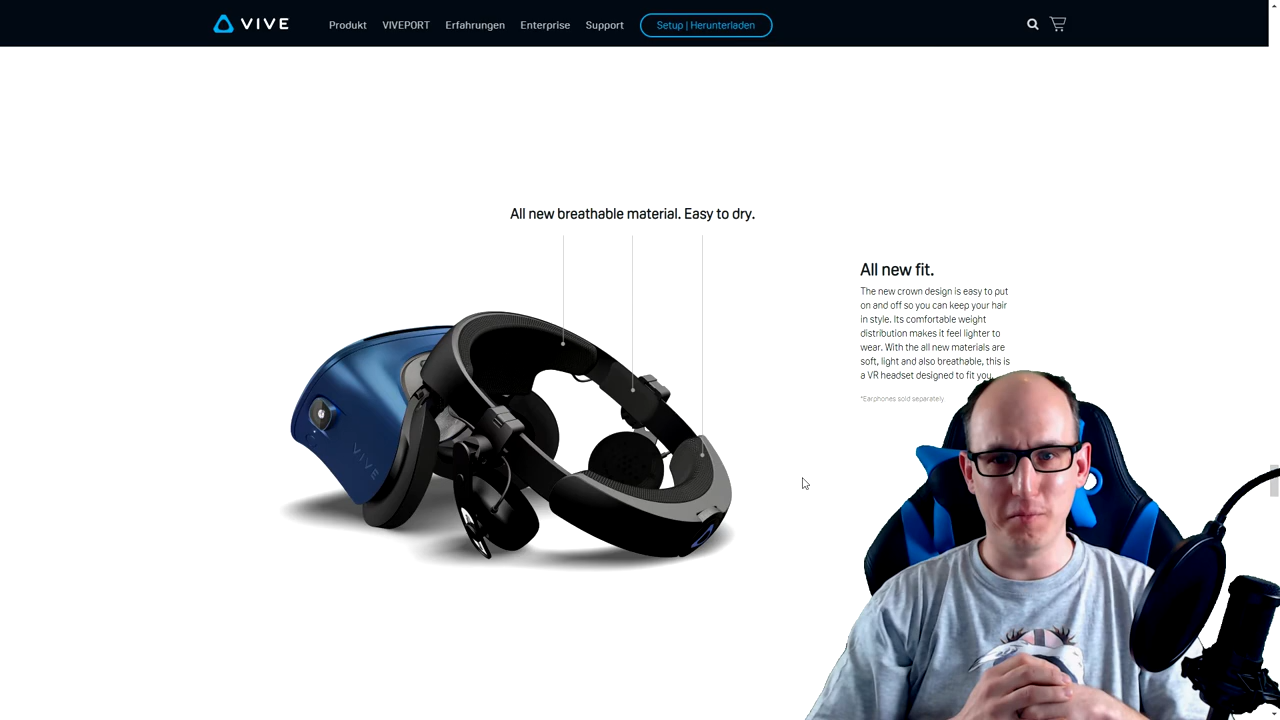 VIVE
Produkt
VIVEPORT
Erfahrungen
Enterprise
Support
Setup | Herunterladen
All new breathable material. Easy to dry.
All new fit.
The new crown design is easy to put
on and off so you can keep your hair
in style. Its comfortable weight
distribution makes it feel lighter to
wear. With the all new materials are
soft, light and also breathable, this is
a VR headset designed to fit you.
*Earphones sold separately
VIVE